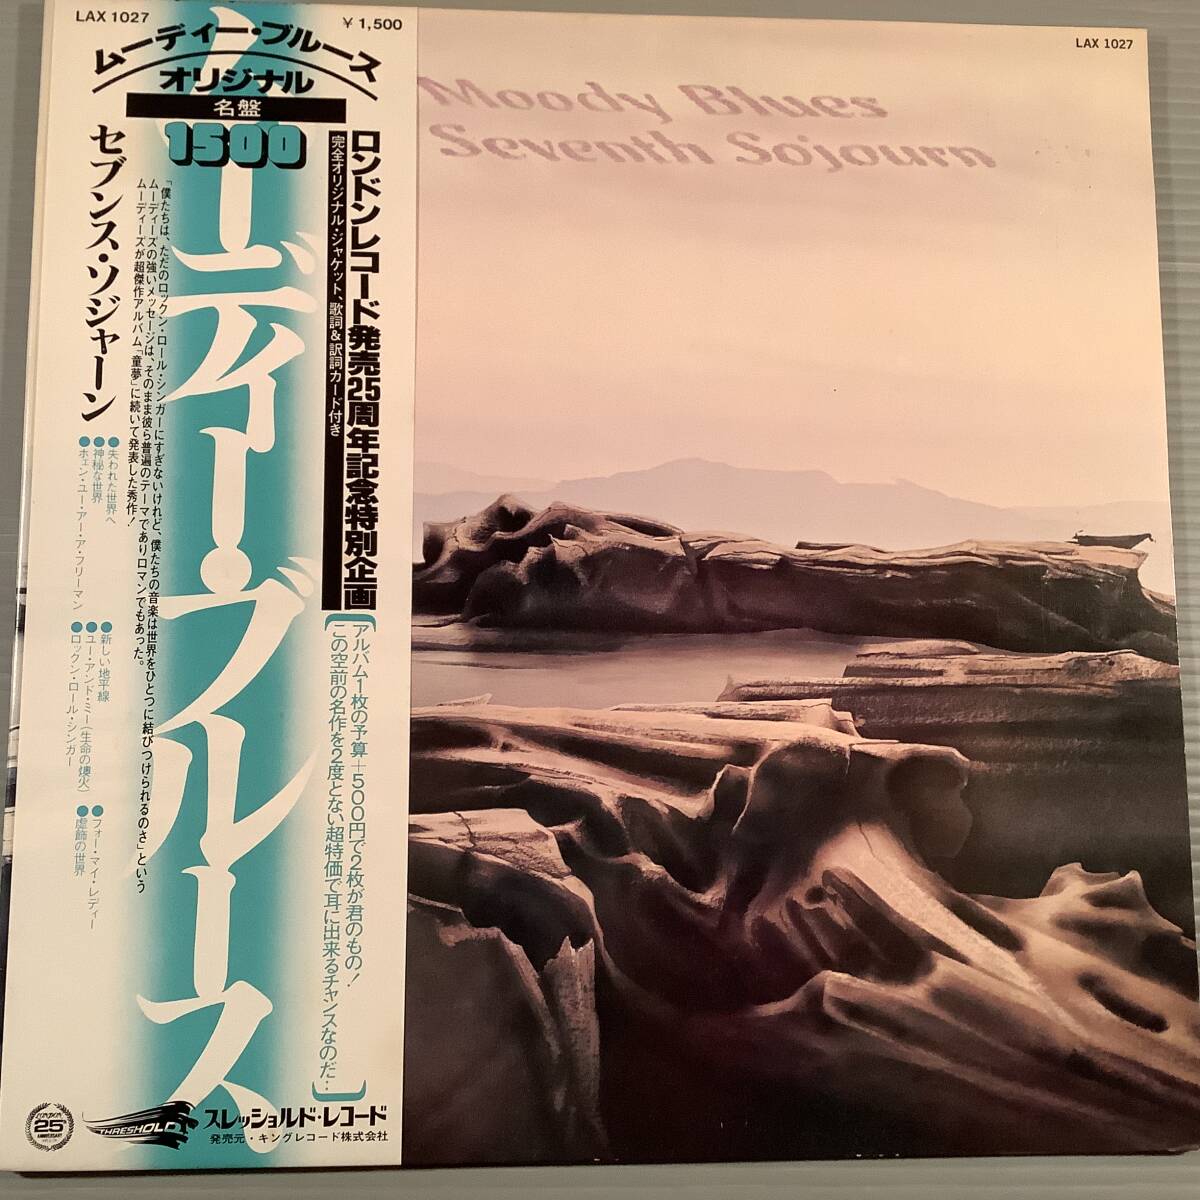 LAX 1027
¥1,500
ムーディー・ブルース
オリジナル
名盤
1500
ムーディー・ブルース
ロンドンレコード発売25周年記念特別企画
完全オリジナル・ジャケット、歌詞&訳詞カード付き
アルバム1枚の予算+500円で2枚が君のもの!
この空前の名作を2度とない超特価で耳に出来るチャンスなのだ…
セブンス・ソジャーン
「僕たちは、ただのロックン・ロール・シンガーにすぎないけれど、僕たちの音楽は世界をひとつに結びつけられるのさ」という
ムーディーズの強いメッセージは、そのまま彼ら普遍のテーマでありロマンでもあった。
ムーディーズが超傑作アルバム「童夢」に続いて発表した秀作!
●失われた世界へ
●神秘な世界
●ホェン・ユー・アー・ア・フリーマン
●新しい地平線
●ユー・アンド・ミー(生命の燠火)
●ロックン・ロール・シンガー
●フォー・マイ・レディー
●虚飾の世界
LONDON
25th
ANNIVERSARY
THRESHOLD
スレッショルド・レコード
発売元・キングレコード株式会社
LAX 1027
Moody Blues
Seventh Sojourn